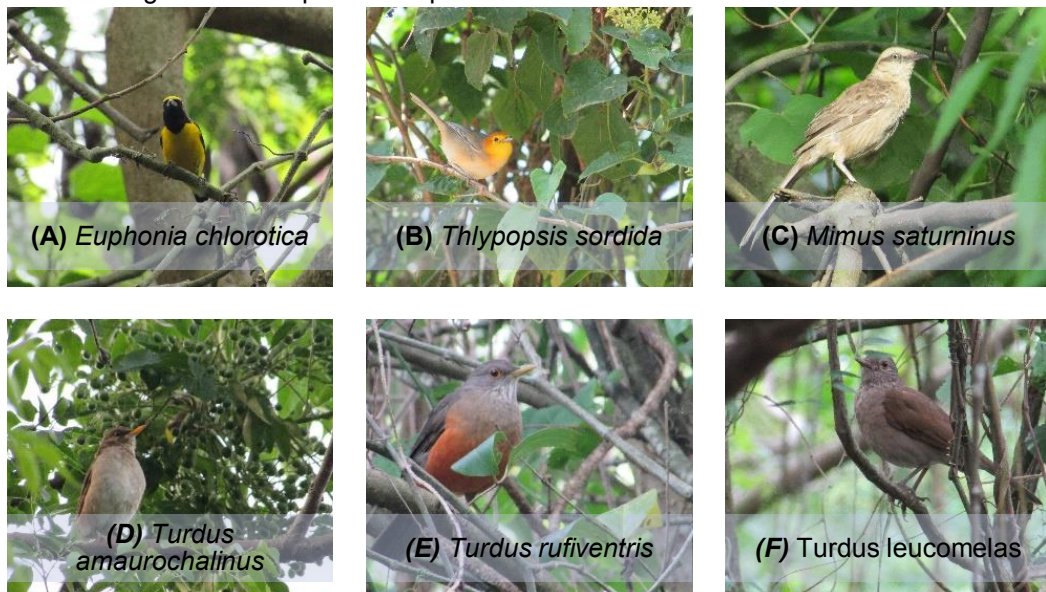 (A) Euphonia chlorotica
(B) Thlypopsis sordida
(C) Mimus saturninus
(D) Turdus
amaurochalinus
(E) Turdus rufiventris
(F) Turdus leucomelas